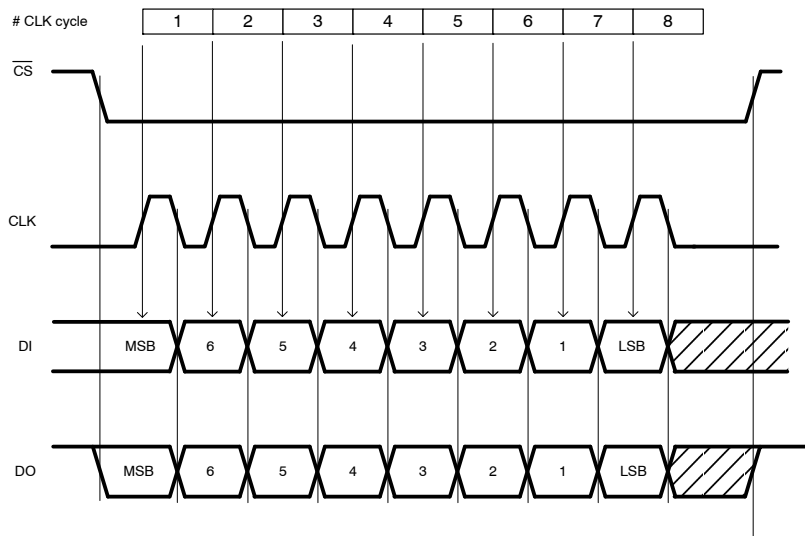 # CLK cycle 1 2 3 4 5 6 7 8
CS
CLK
DI MSB 6 5 4 3 2 1 LSB
DO MSB 6 5 4 3 2 1 LSB